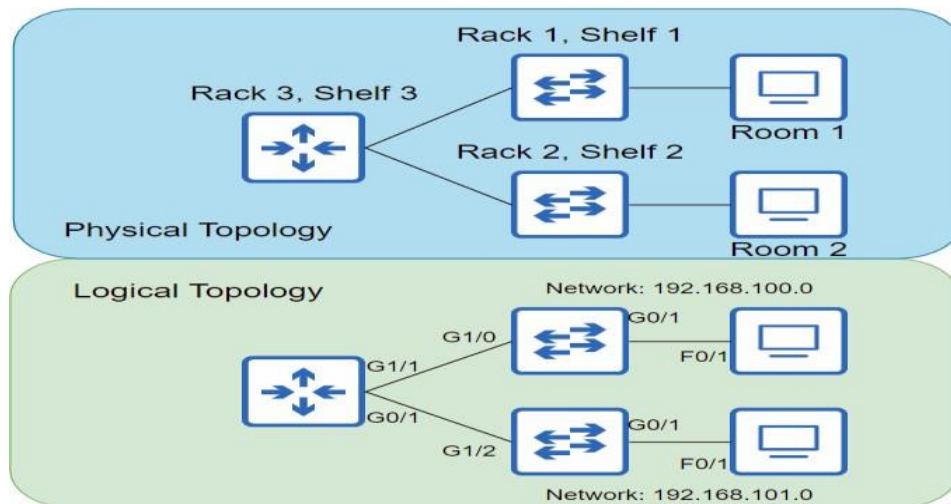 Rack 1, Shelf 1
Rack 3, Shelf 3
Room 1
Rack 2, Shelf 2
Physical Topology
Room 2
Logical Topology
Network: 192.168.100.0
G0/1
G1/0
F0/1
G1/1
G0/1
G0/1
G1/2
F0/1
Network: 192.168.101.0